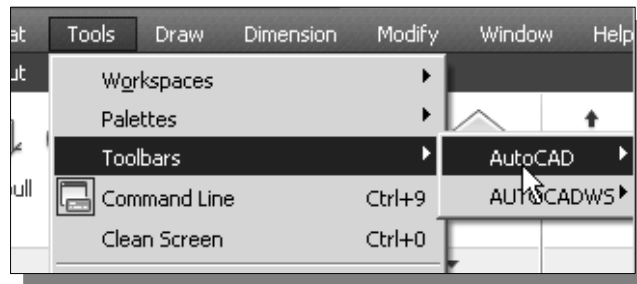 at Tools Draw Dimension Modify Window Help
ut
Workspaces
Palettes
Toolbars AutoCAD
ull Command Line Ctrl+9 AUTOCADWS
Clean Screen Ctrl+0